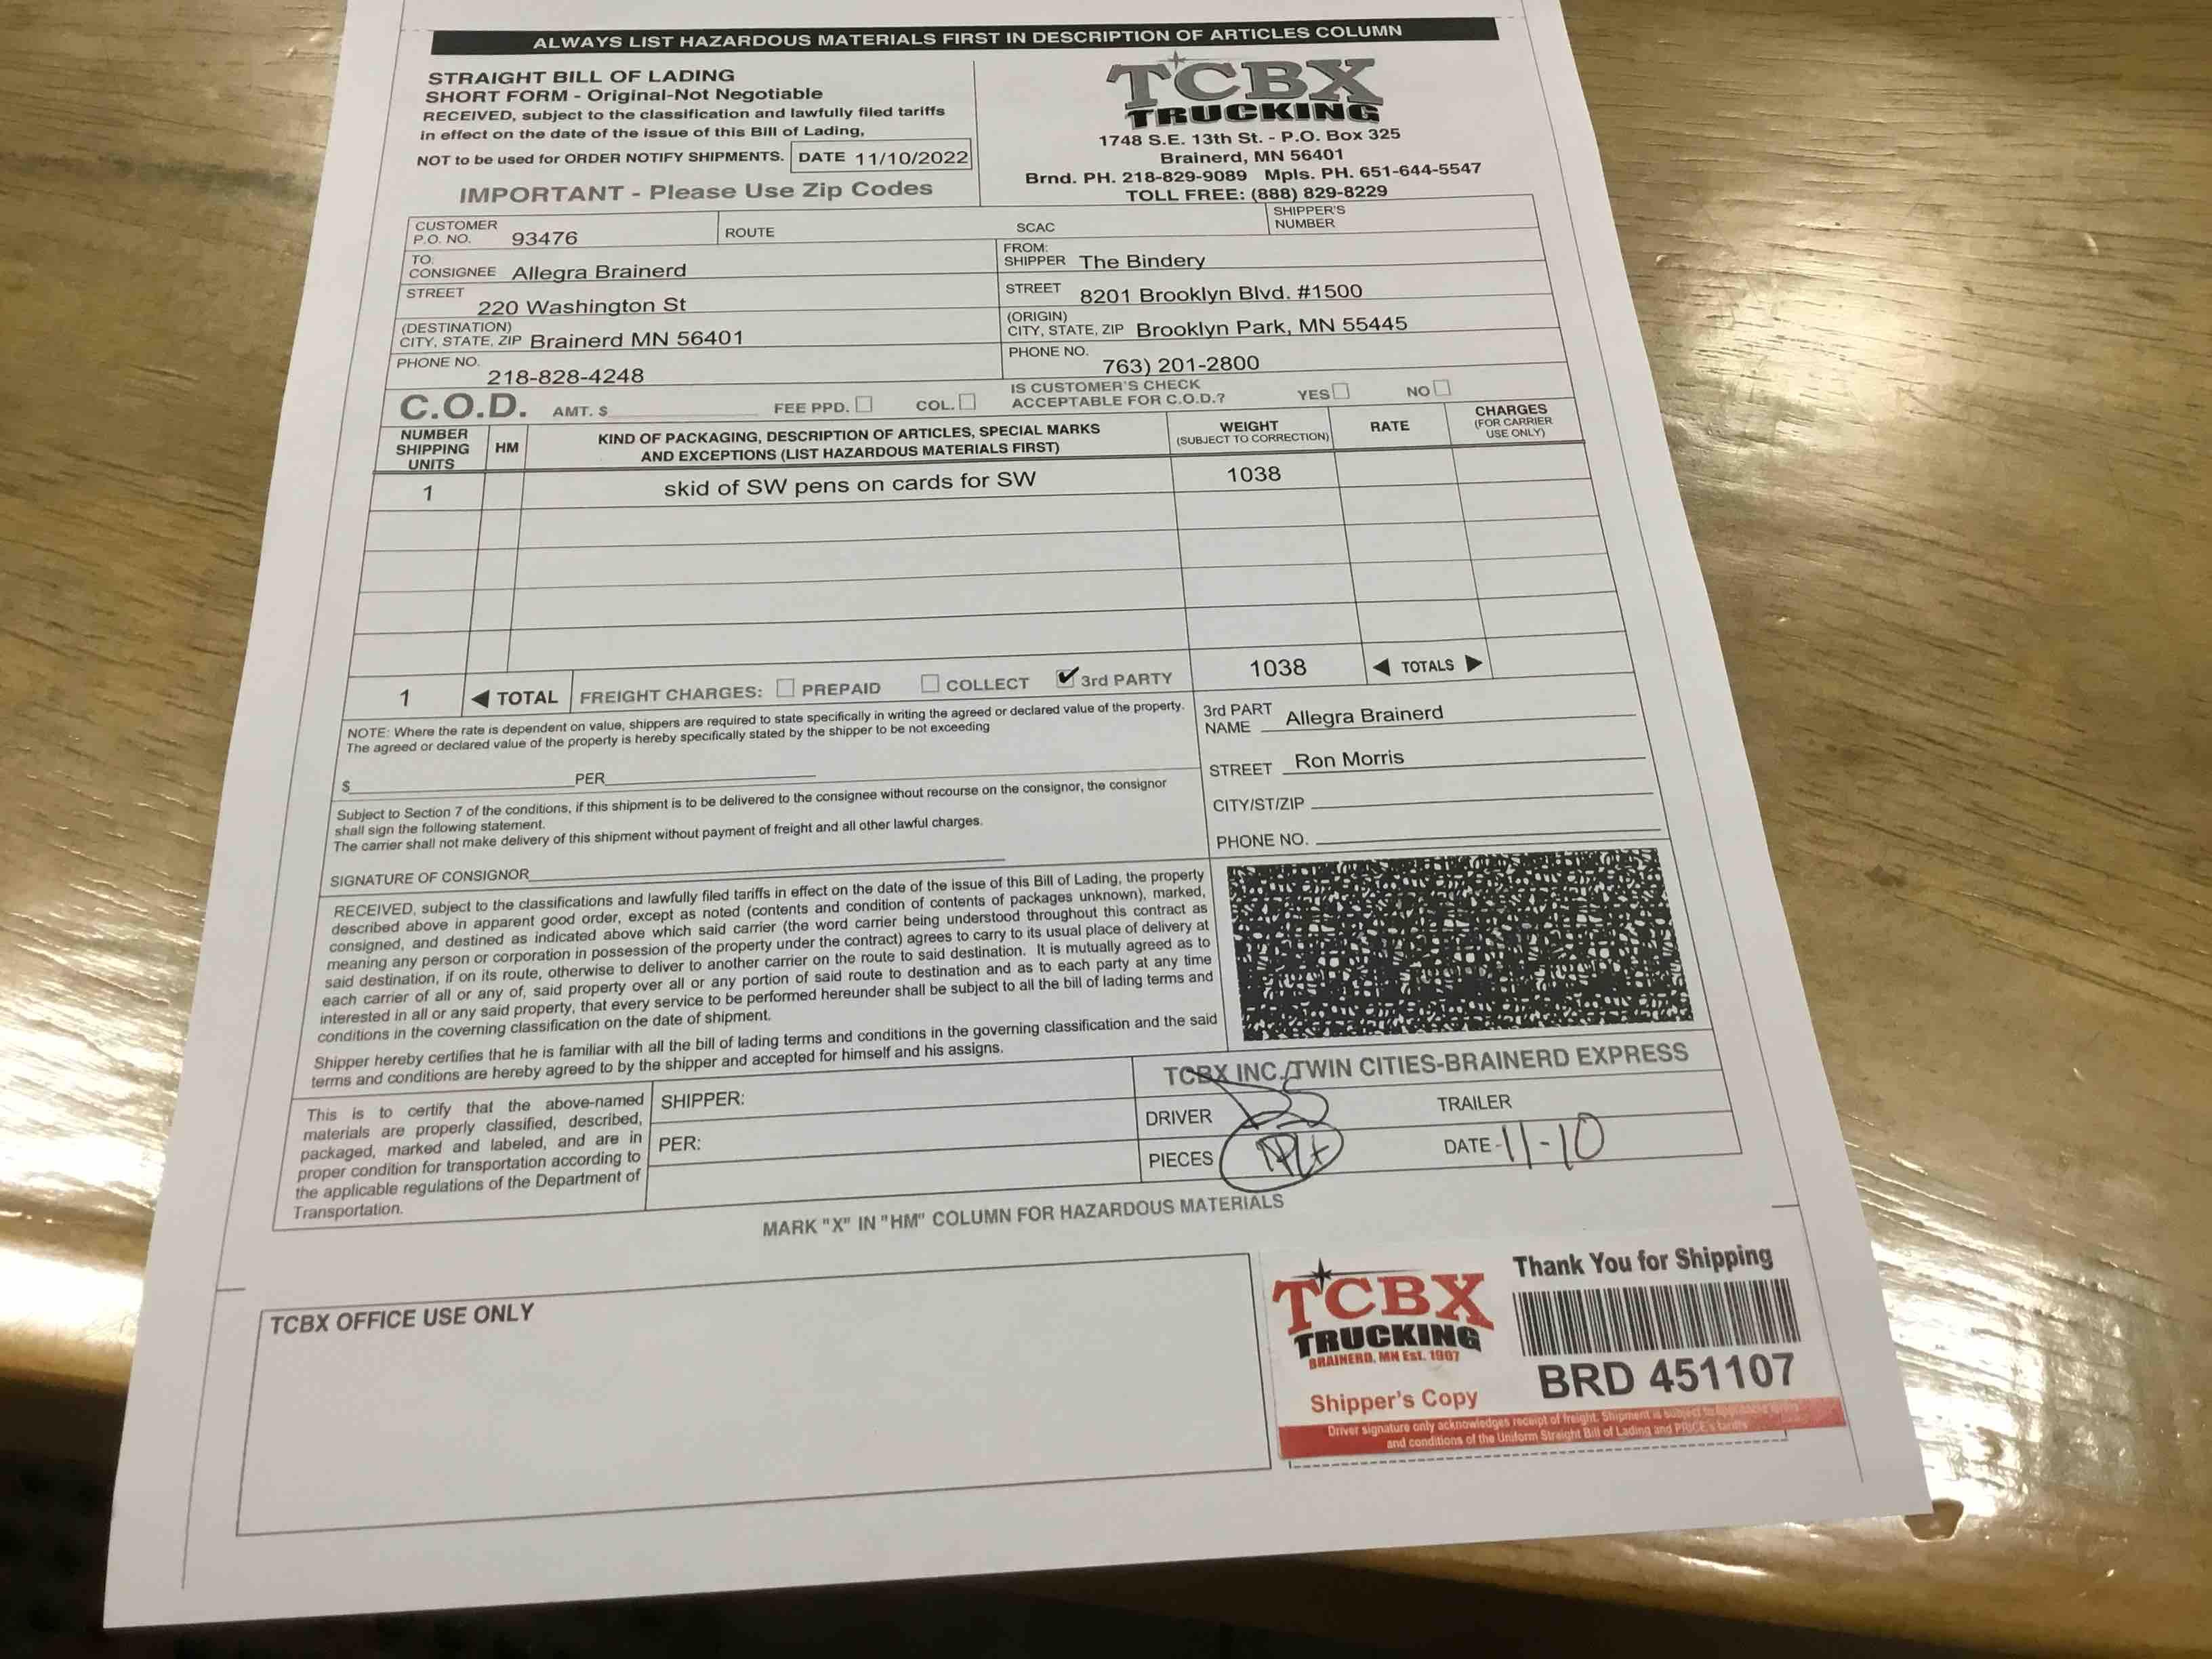 ALWAYS LIST HAZARDOUS MATERIALS FIRST IN DESCRIPTION OF ARTICLES COLUMN
STRAIGHT BILL OF LADING
SHORT FORM - Original-Not Negotiable
RECEIVED, subject to the classification and lawfully filed tariffs
in effect on the date of the issue of this Bill of Lading,
NOT to be used for ORDER NOTIFY SHIPMENTS. DATE 11/10/2022
IMPORTANT - Please Use Zip Codes
TCBX
TRUCKING
1748 S.E. 13th St. - P.O. Box 325
Brainerd, MN 56401
Brnd. PH. 218-829-9089 Mpls. PH. 651-644-5547
TOLL FREE: (888) 829-8229
CUSTOMER
P.O. NO. 93476
ROUTE
SCAC
SHIPPER'S
NUMBER
TO:
CONSIGNEE Allegra Brainerd
STREET
220 Washington St
(DESTINATION)
CITY, STATE, ZIP Brainerd MN 56401
PHONE NO.
218-828-4248
FROM:
SHIPPER The Bindery
STREET 8201 Brooklyn Blvd. #1500
(ORIGIN)
CITY, STATE, ZIP Brooklyn Park, MN 55445
PHONE NO.
763) 201-2800
C.O.D. AMT. $ FEE PPD. COL.
IS CUSTOMER'S CHECK
ACCEPTABLE FOR C.O.D.? YES NO
NUMBER
SHIPPING
UNITS
HM
KIND OF PACKAGING, DESCRIPTION OF ARTICLES, SPECIAL MARKS
AND EXCEPTIONS (LIST HAZARDOUS MATERIALS FIRST)
WEIGHT
(SUBJECT TO CORRECTION)
RATE
CHARGES
(FOR CARRIER
USE ONLY)
1 skid of SW pens on cards for SW 1038
1 ◀ TOTAL FREIGHT CHARGES: PREPAID COLLECT ✔ 3rd PARTY 1038 ◀ TOTALS ▶
NOTE: Where the rate is dependent on value, shippers are required to state specifically in writing the agreed or declared value of the property.
The agreed or declared value of the property is hereby specifically stated by the shipper to be not exceeding
$ PER
Subject to Section 7 of the conditions, if this shipment is to be delivered to the consignee without recourse on the consignor, the consignor
shall sign the following statement.
The carrier shall not make delivery of this shipment without payment of freight and all other lawful charges.
SIGNATURE OF CONSIGNOR
3rd PART
NAME Allegra Brainerd
STREET Ron Morris
CITY/ST/ZIP
PHONE NO.
RECEIVED, subject to the classifications and lawfully filed tariffs in effect on the date of the issue of this Bill of Lading, the property
described above in apparent good order, except as noted (contents and condition of contents of packages unknown), marked,
consigned, and destined as indicated above which said carrier (the word carrier being understood throughout this contract as
meaning any person or corporation in possession of the property under the contract) agrees to carry to its usual place of delivery at
said destination, if on its route, otherwise to deliver to another carrier on the route to said destination. It is mutually agreed as to
each carrier of all or any of, said property over all or any portion of said route to destination and as to each party at any time
interested in all or any said property, that every service to be performed hereunder shall be subject to all the bill of lading terms and
conditions in the coverning classification on the date of shipment.
Shipper hereby certifies that he is familiar with all the bill of lading terms and conditions in the governing classification and the said
terms and conditions are hereby agreed to by the shipper and accepted for himself and his assigns.
This is to certify that the above-named
materials are properly classified, described,
packaged, marked and labeled, and are in
proper condition for transportation according to
the applicable regulations of the Department of
Transportation.
SHIPPER:
PER:
TCBX INC./TWIN CITIES-BRAINERD EXPRESS
DRIVER
TRAILER
PIECES
DATE 11-10
MARK "X" IN "HM" COLUMN FOR HAZARDOUS MATERIALS
TCBX OFFICE USE ONLY
TCBX
TRUCKING
BRAINERD, MN Est. 1987
Shipper's Copy
Thank You for Shipping
BRD 451107
Driver signature only acknowledges receipt of freight. Shipment is subject to
and conditions of the Uniform Straight Bill of Lading and PRICE's tariffs